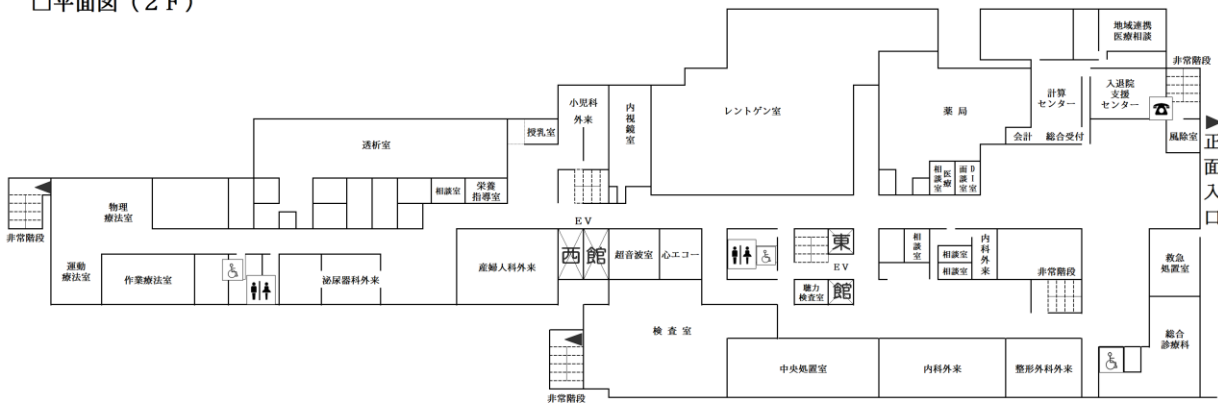 □平面図（２Ｆ）
地域連携
医療相談
非常階段
小児科
外来
内視鏡室
レントゲン室
薬局
計算
センター
入退院
支援
センター
授乳室
会計
総合受付
風除室
正面入口
透析室
相談室
栄養
指導室
医療
相談室
DI
面談室
物理
療法室
非常階段
EV
西館
超音波室
心エコー
産婦人科外来
東館
EV
相談室
相談室
相談室
内科外来
非常階段
救急
処置室
運動
療法室
作業療法室
泌尿器科外来
聴力
検査室
検査室
総合
診療科
中央処置室
内科外来
整形外科外来
非常階段